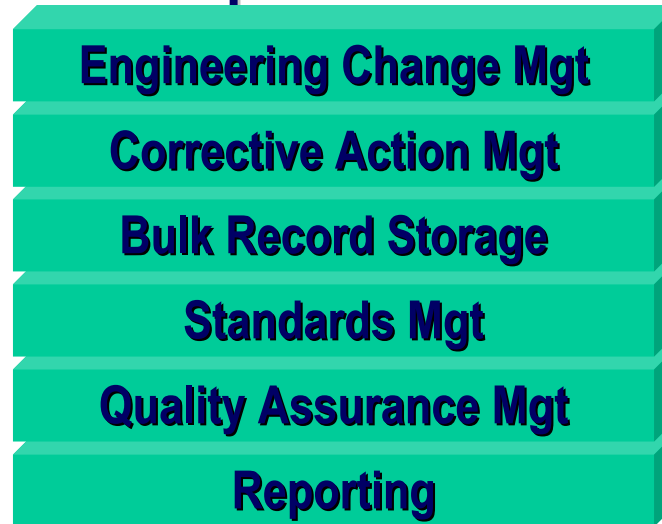 Engineering Change Mgt
Corrective Action Mgt
Bulk Record Storage
Standards Mgt
Quality Assurance Mgt
Reporting